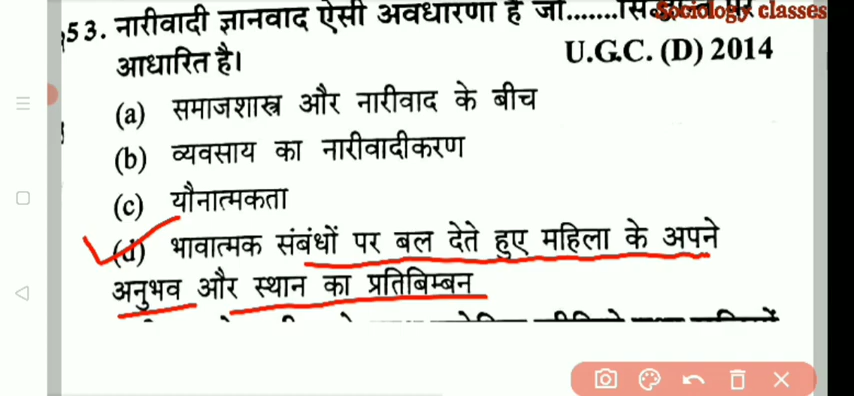 53. नारीवादी ज्ञानवाद ऐसी अवधारणा है जो....... पर
Sociology classes
आधारित है।
U.G.C. (D) 2014
(a) समाजशास्त्र और नारीवाद के बीच
(b) व्यवसाय का नारीवादीकरण
(c) यौनात्मकता
(d) भावात्मक संबंधों पर बल देते हुए महिला के अपने
अनुभव और स्थान का प्रतिबिम्बन